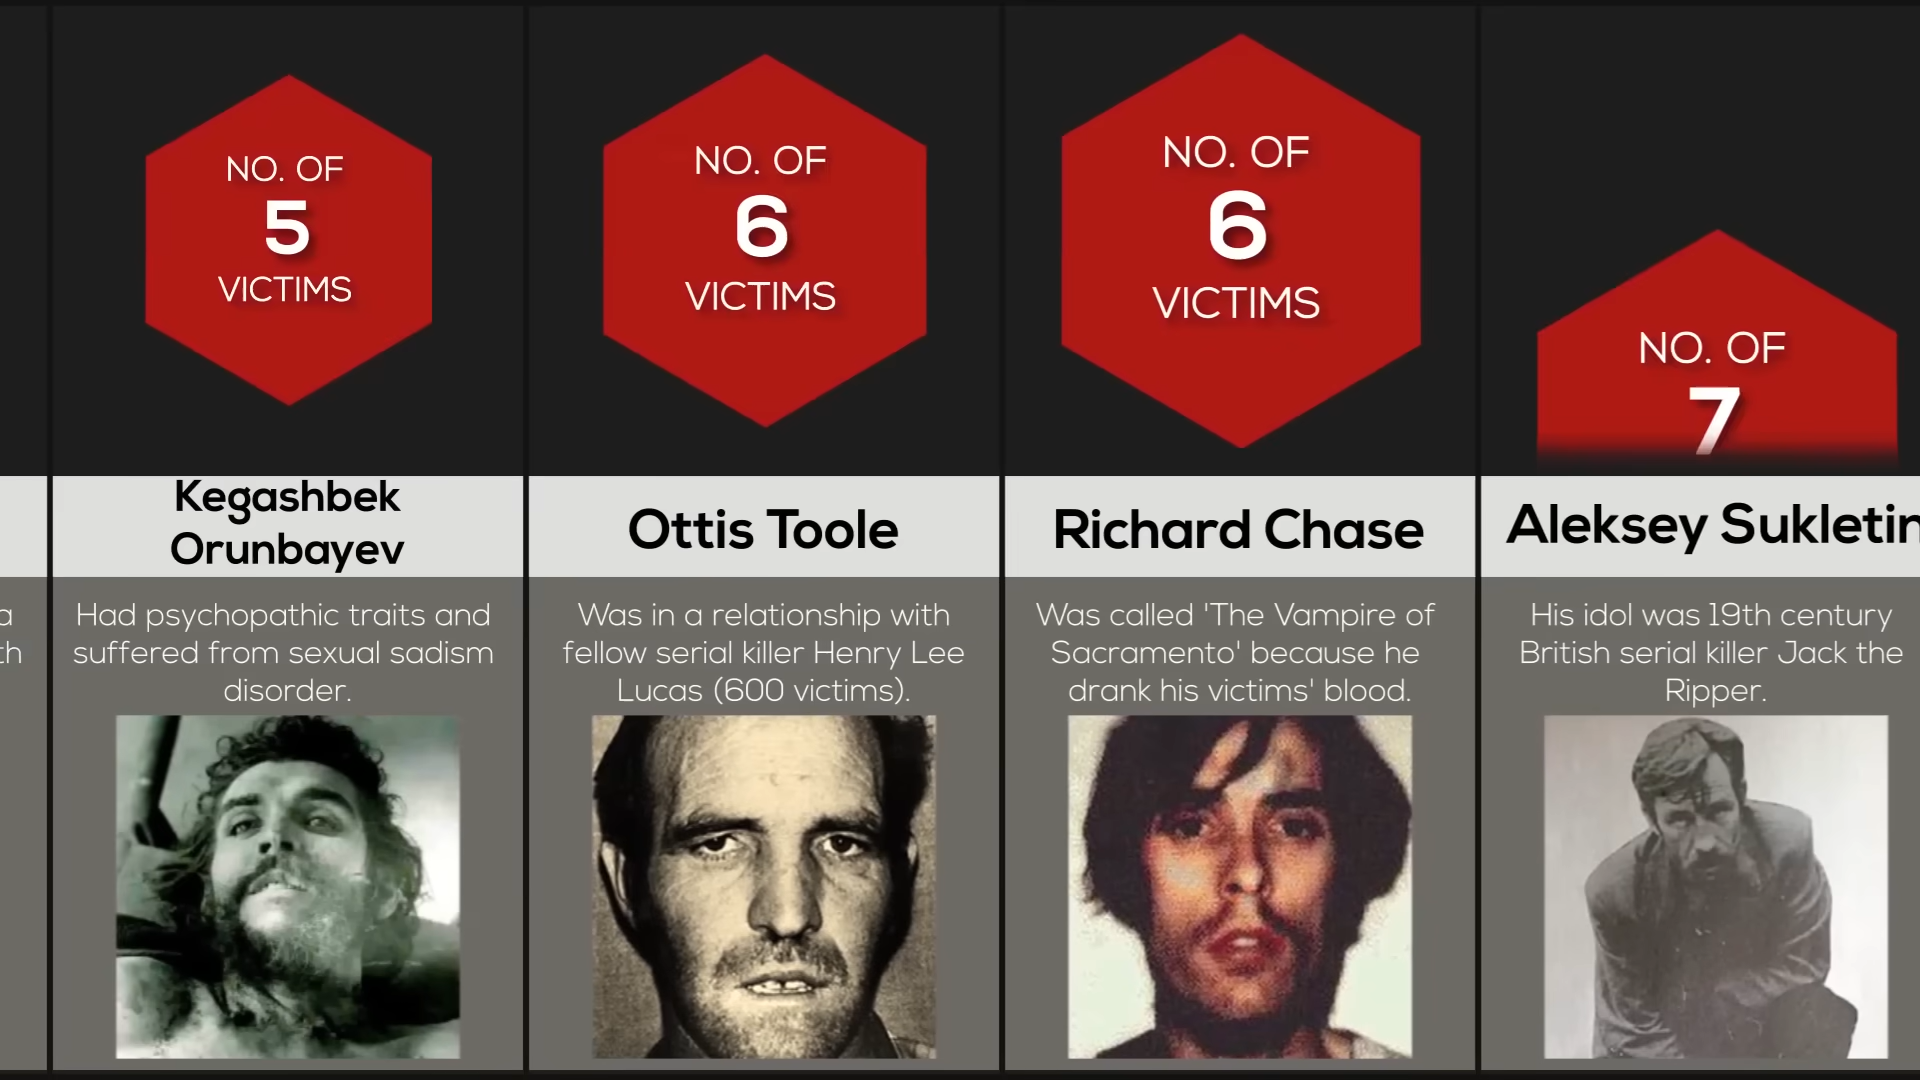 NO. OF
5
VICTIMS
Kegashbek
Orunbayev
Had psychopathic traits and
suffered from sexual sadism
disorder.
NO. OF
6
VICTIMS
Ottis Toole
Was in a relationship with
fellow serial killer Henry Lee
Lucas (600 victims).
NO. OF
6
VICTIMS
Richard Chase
Was called 'The Vampire of
Sacramento' because he
drank his victims' blood.
NO. OF
7
Aleksey Sukletin
His idol was 19th century
British serial killer Jack the
Ripper.